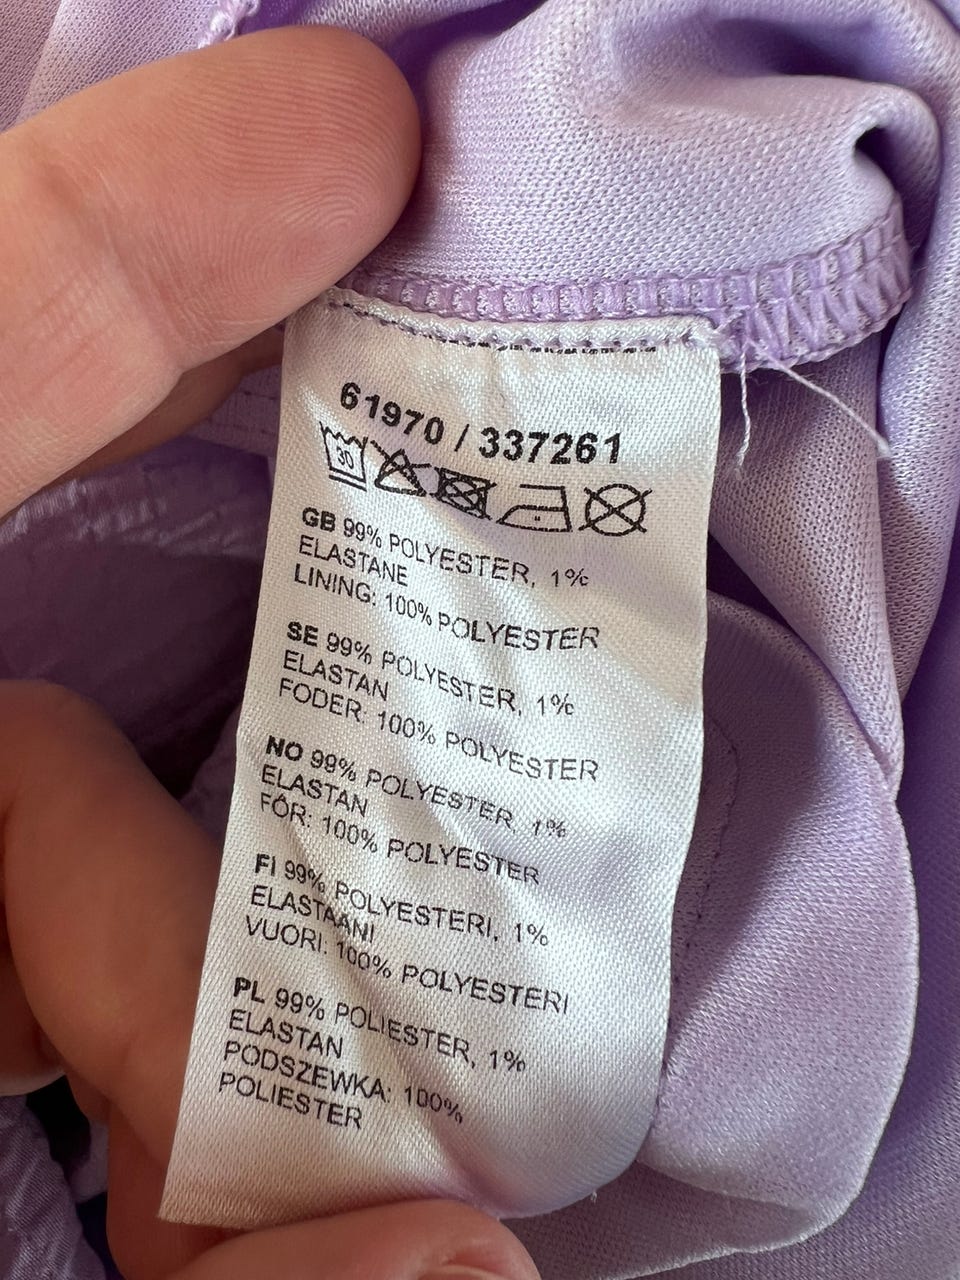 61970 / 337261
30
GB 99% POLYESTER, 1%
ELASTANE
LINING: 100% POLYESTER
SE 99% POLYESTER, 1%
ELASTAN
FODER: 100% POLYESTER
NO 99% POLYESTER, 1%
ELASTAN
FÓR: 100% POLYESTER
FI 99% POLYESTERI, 1%
ELASTAANI
VUORI: 100% POLYESTERI
PL 99% POLIESTER, 1%
ELASTAN
PODSZEWKA: 100%
POLIESTER